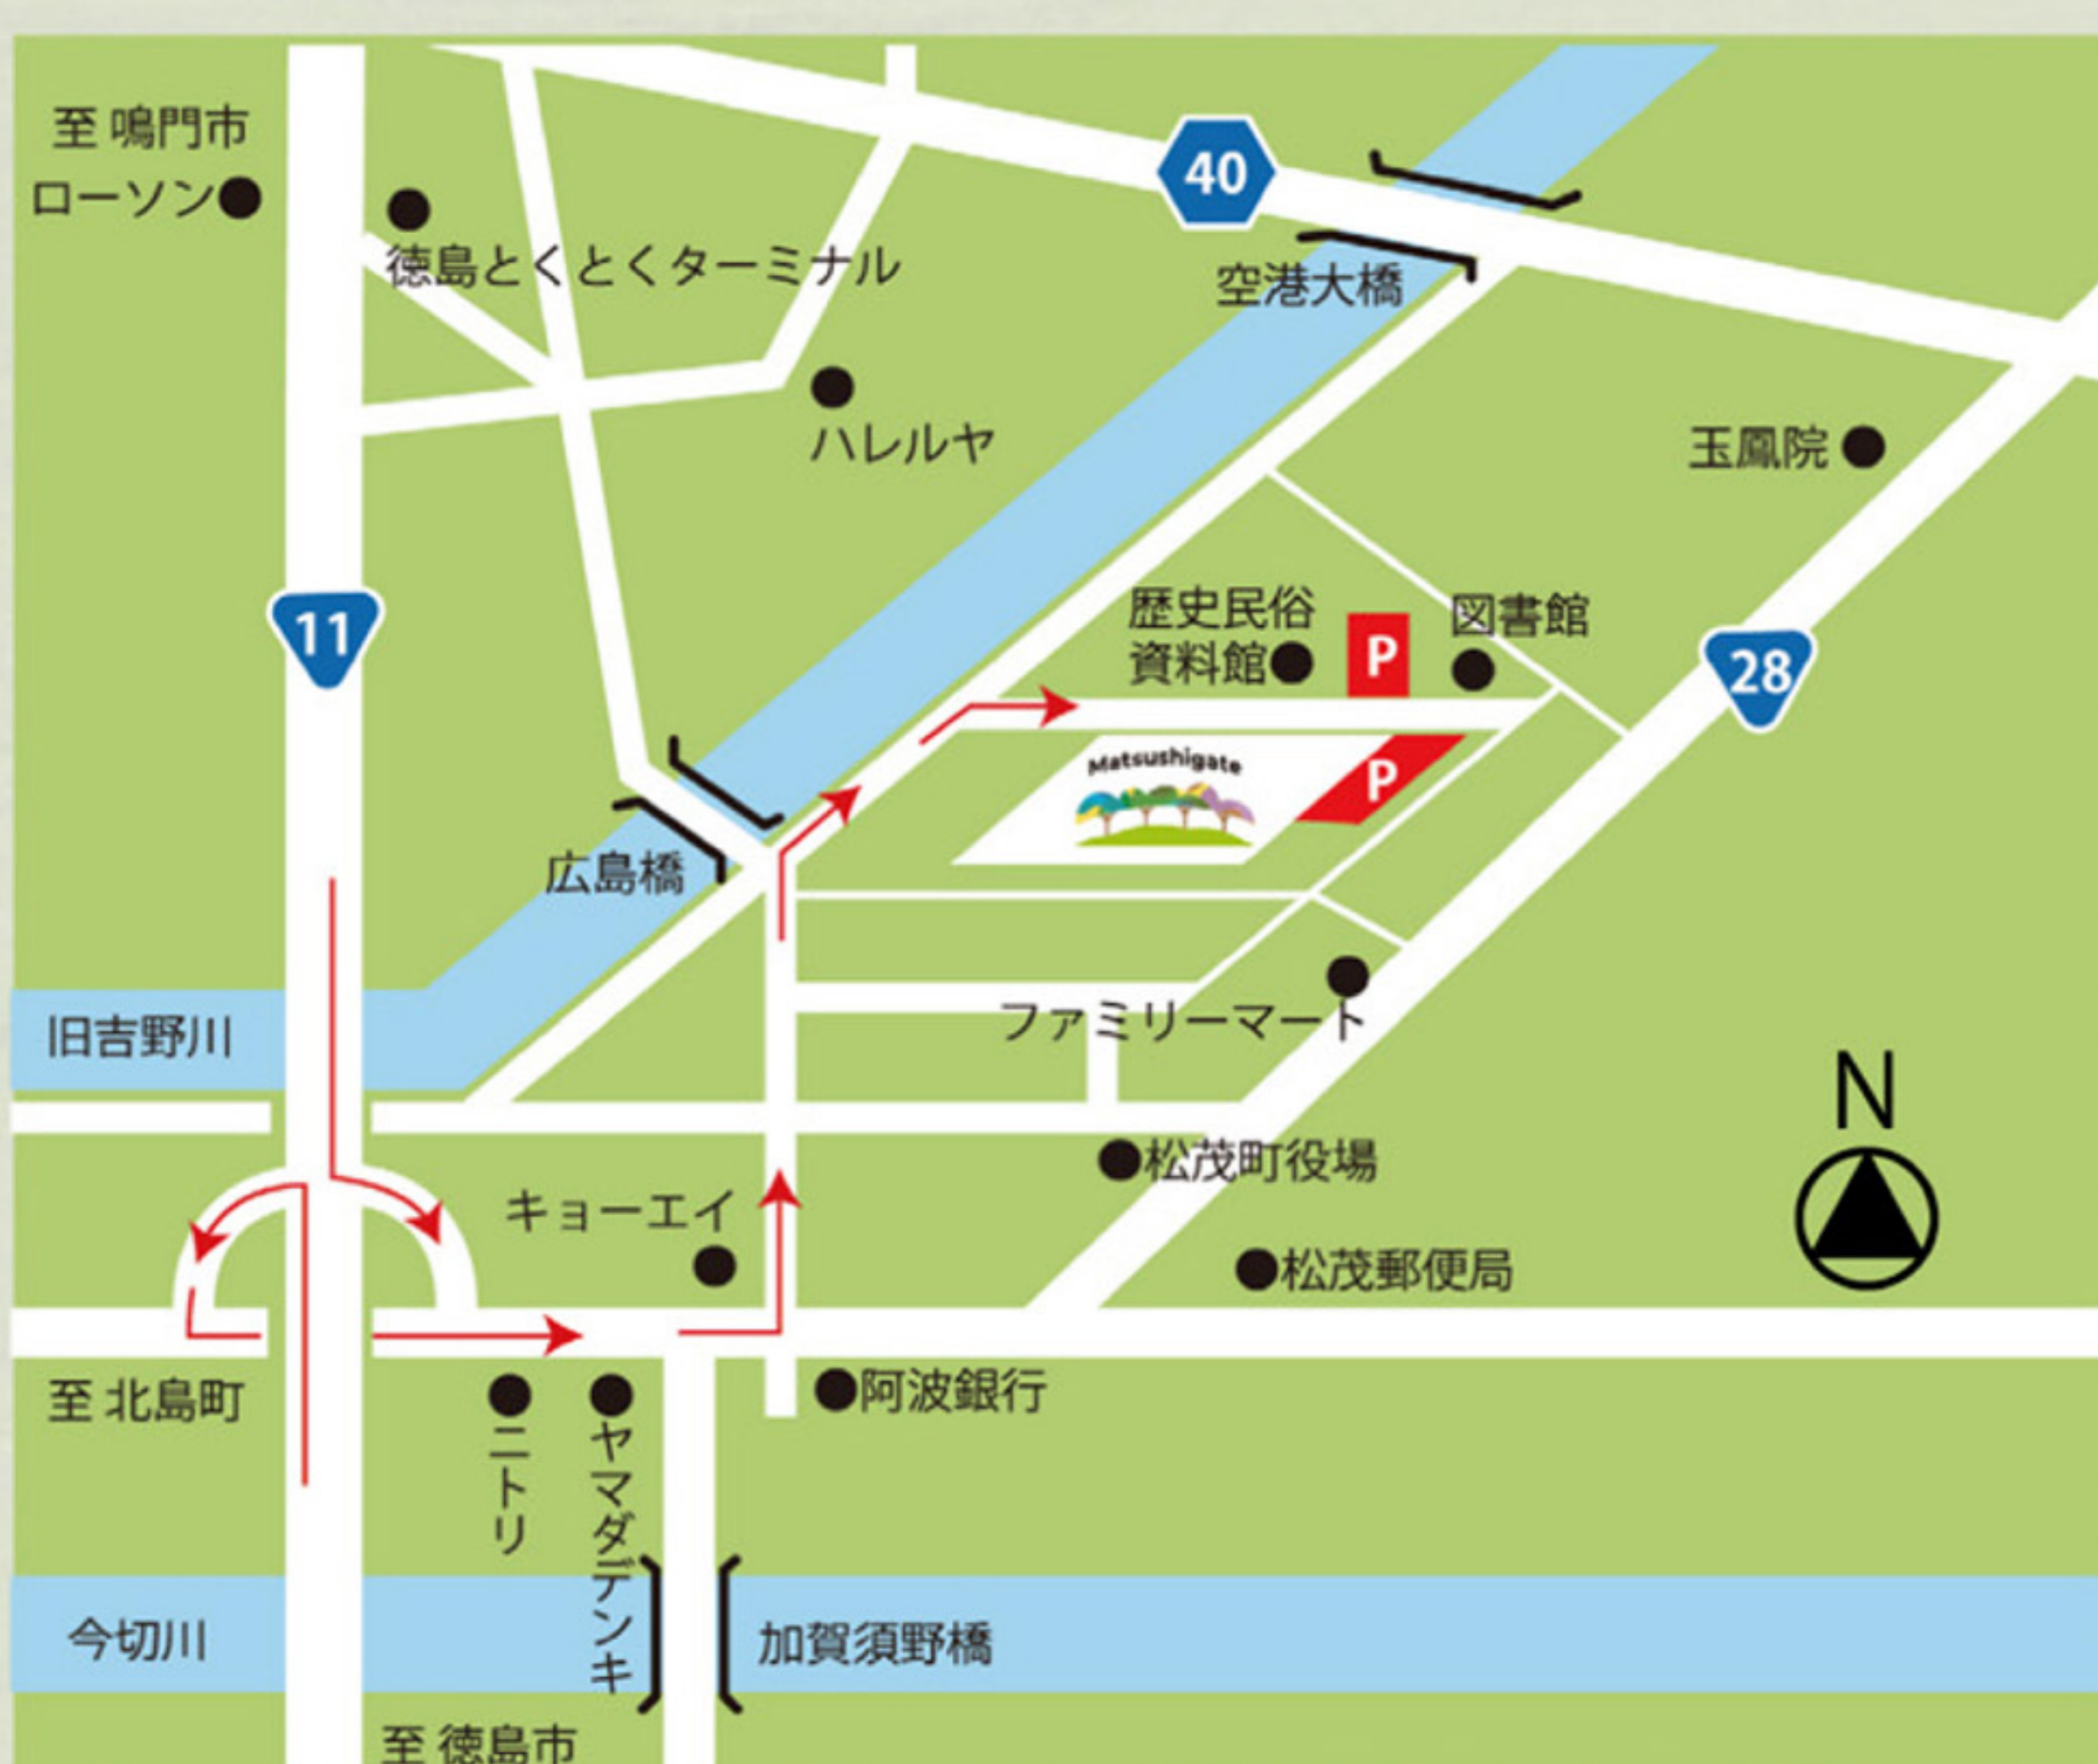 至 鳴門市
ローソン
徳島とくとくターミナル
40
空港大橋
ハレルヤ
玉鳳院
11
歴史民俗
資料館
P
図書館
28
Matsushigate
P
広島橋
旧吉野川
ファミリーマート
N
松茂町役場
キョーエイ
松茂郵便局
至 北島町
阿波銀行
ニトリ
ヤマダデンキ
今切川
加賀須野橋
至 徳島市